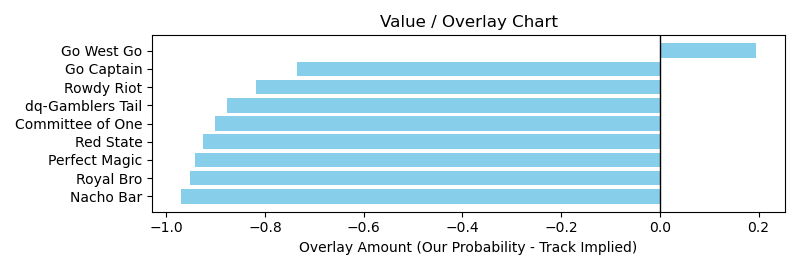 Value / Overlay Chart
Go West Go
Go Captain
Rowdy Riot
dq-Gamblers Tail
Committee of One
Red State
Perfect Magic
Royal Bro
Nacho Bar
−1.0 −0.8 −0.6 −0.4 −0.2 0.0 0.2
Overlay Amount (Our Probability - Track Implied)